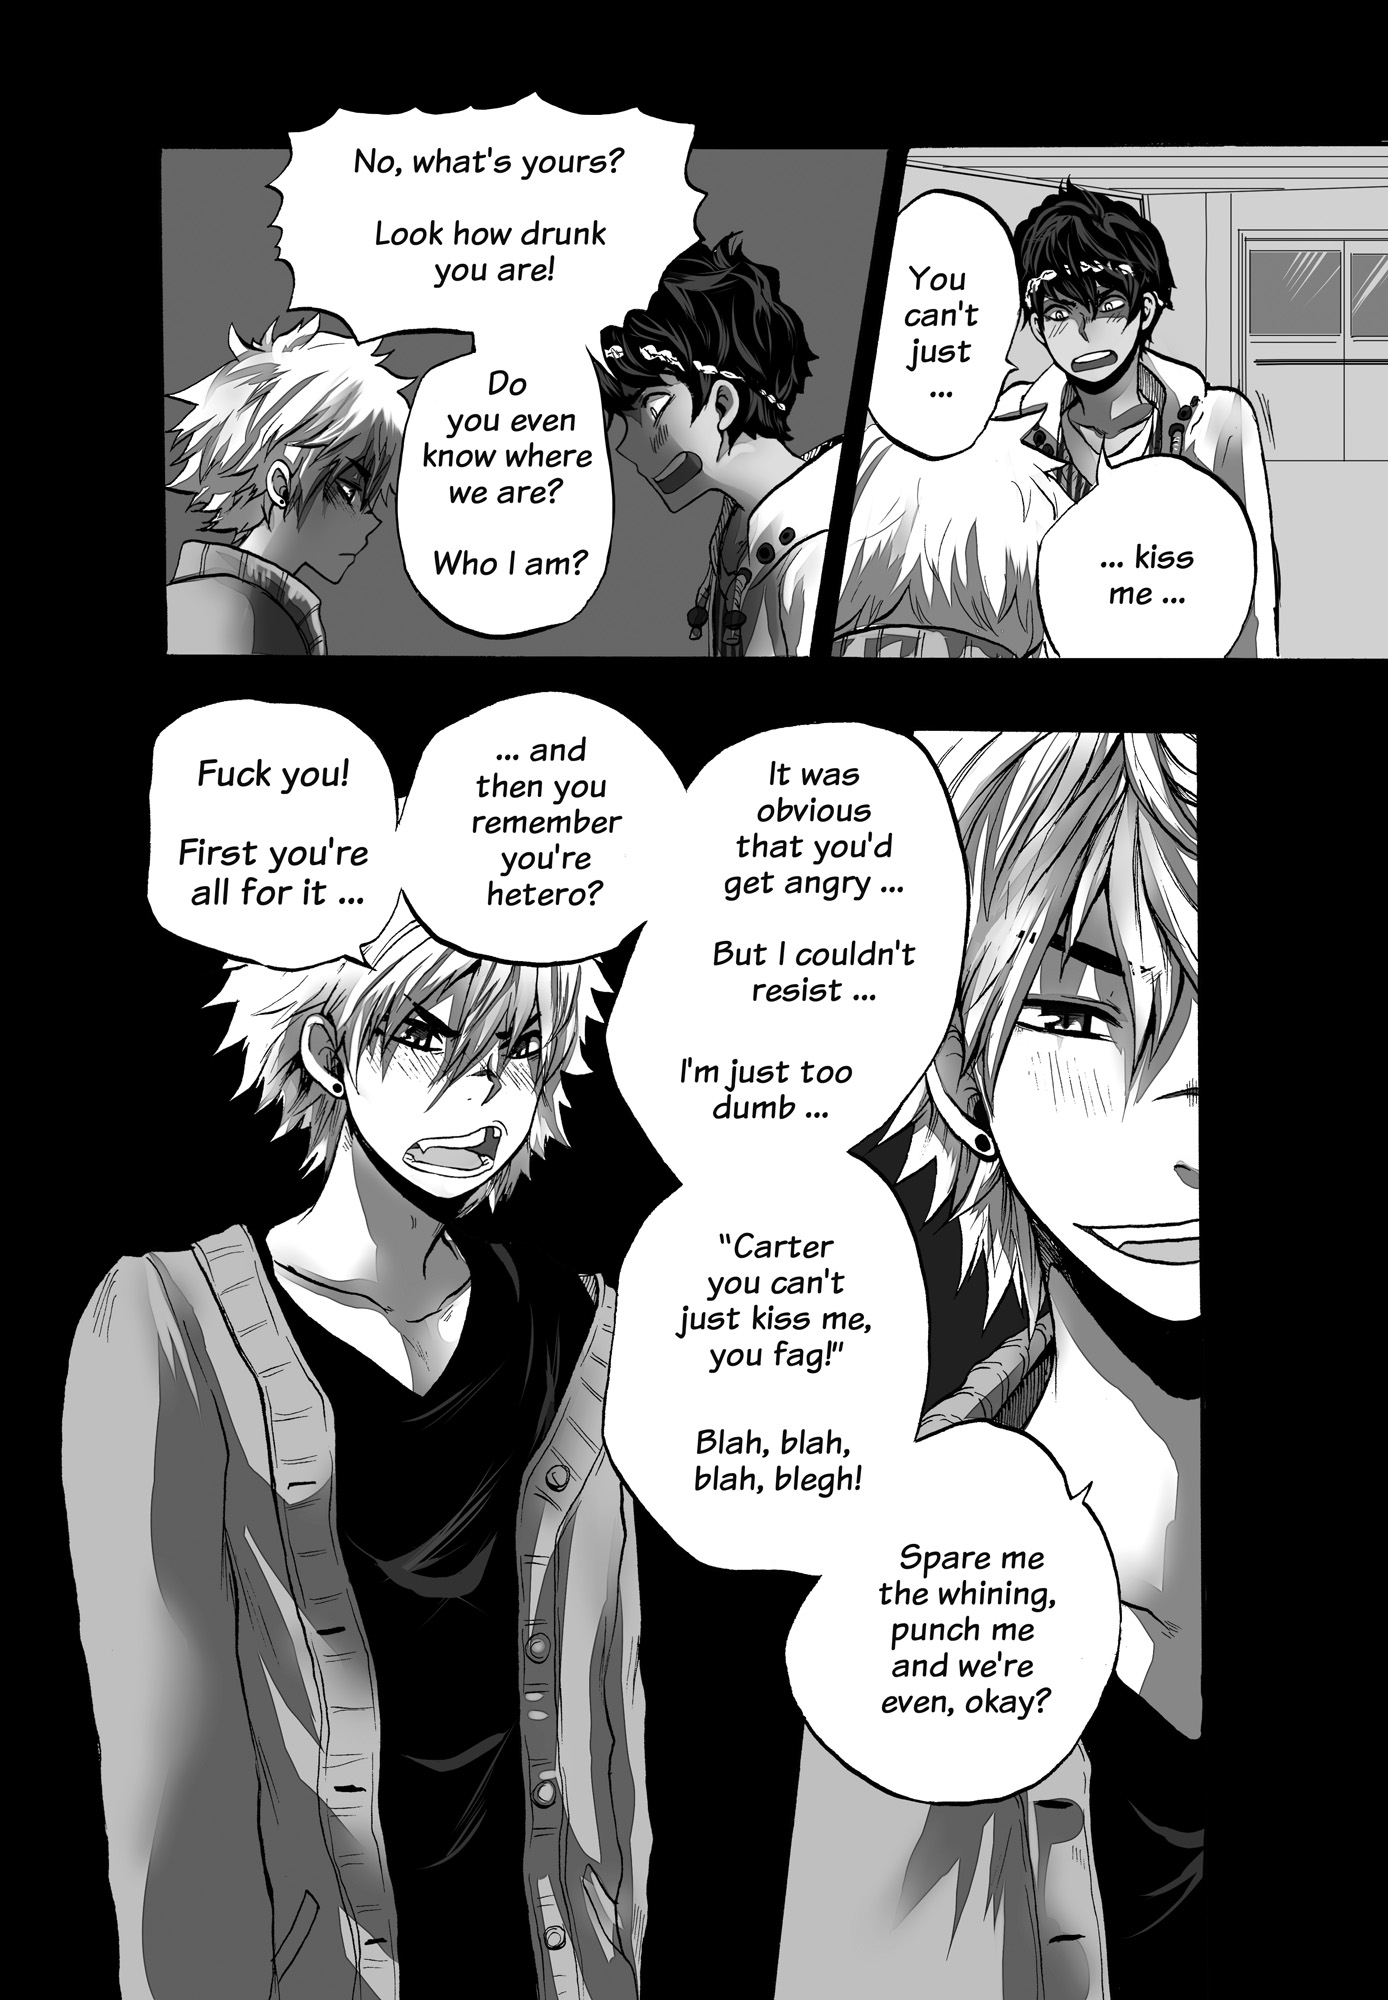 No, what's yours?
Look how drunk
you are!
Do
you even
know where
we are?
Who I am?
You
can't
just
...
... kiss
me ...
Fuck you!
First you're
all for it ...
... and
then you
remember
you're
hetero?
It was
obvious
that you'd
get angry ...
But I couldn't
resist ...
I'm just too
dumb ...
"Carter
you can't
just kiss me,
you fag!"
Blah, blah,
blah, blegh!
Spare me
the whining,
punch me
and we're
even, okay?